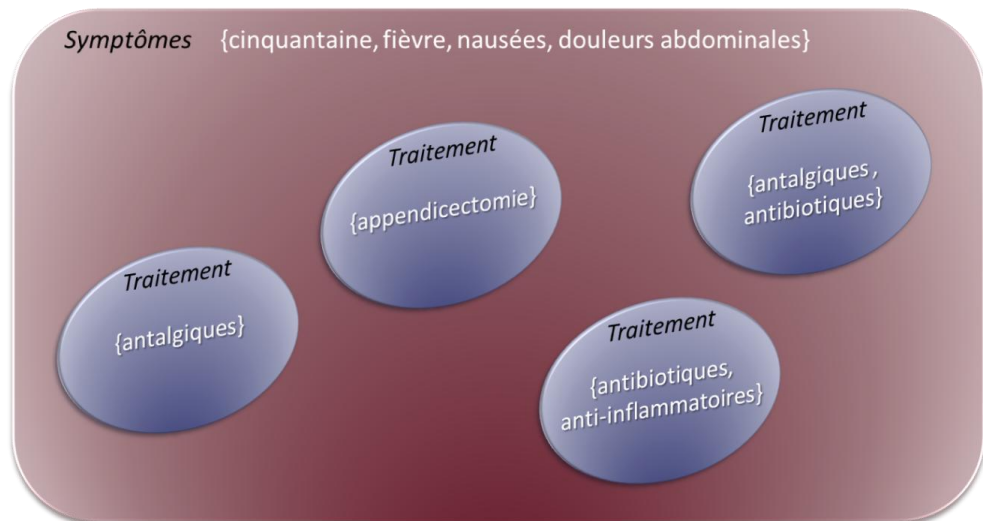 Symptômes {cinquantaine, fièvre, nausées, douleurs abdominales}
Traitement
{appendicectomie}
Traitement
{antalgiques,
antibiotiques}
Traitement
{antalgiques}
Traitement
{antibiotiques,
anti-inflammatoires}